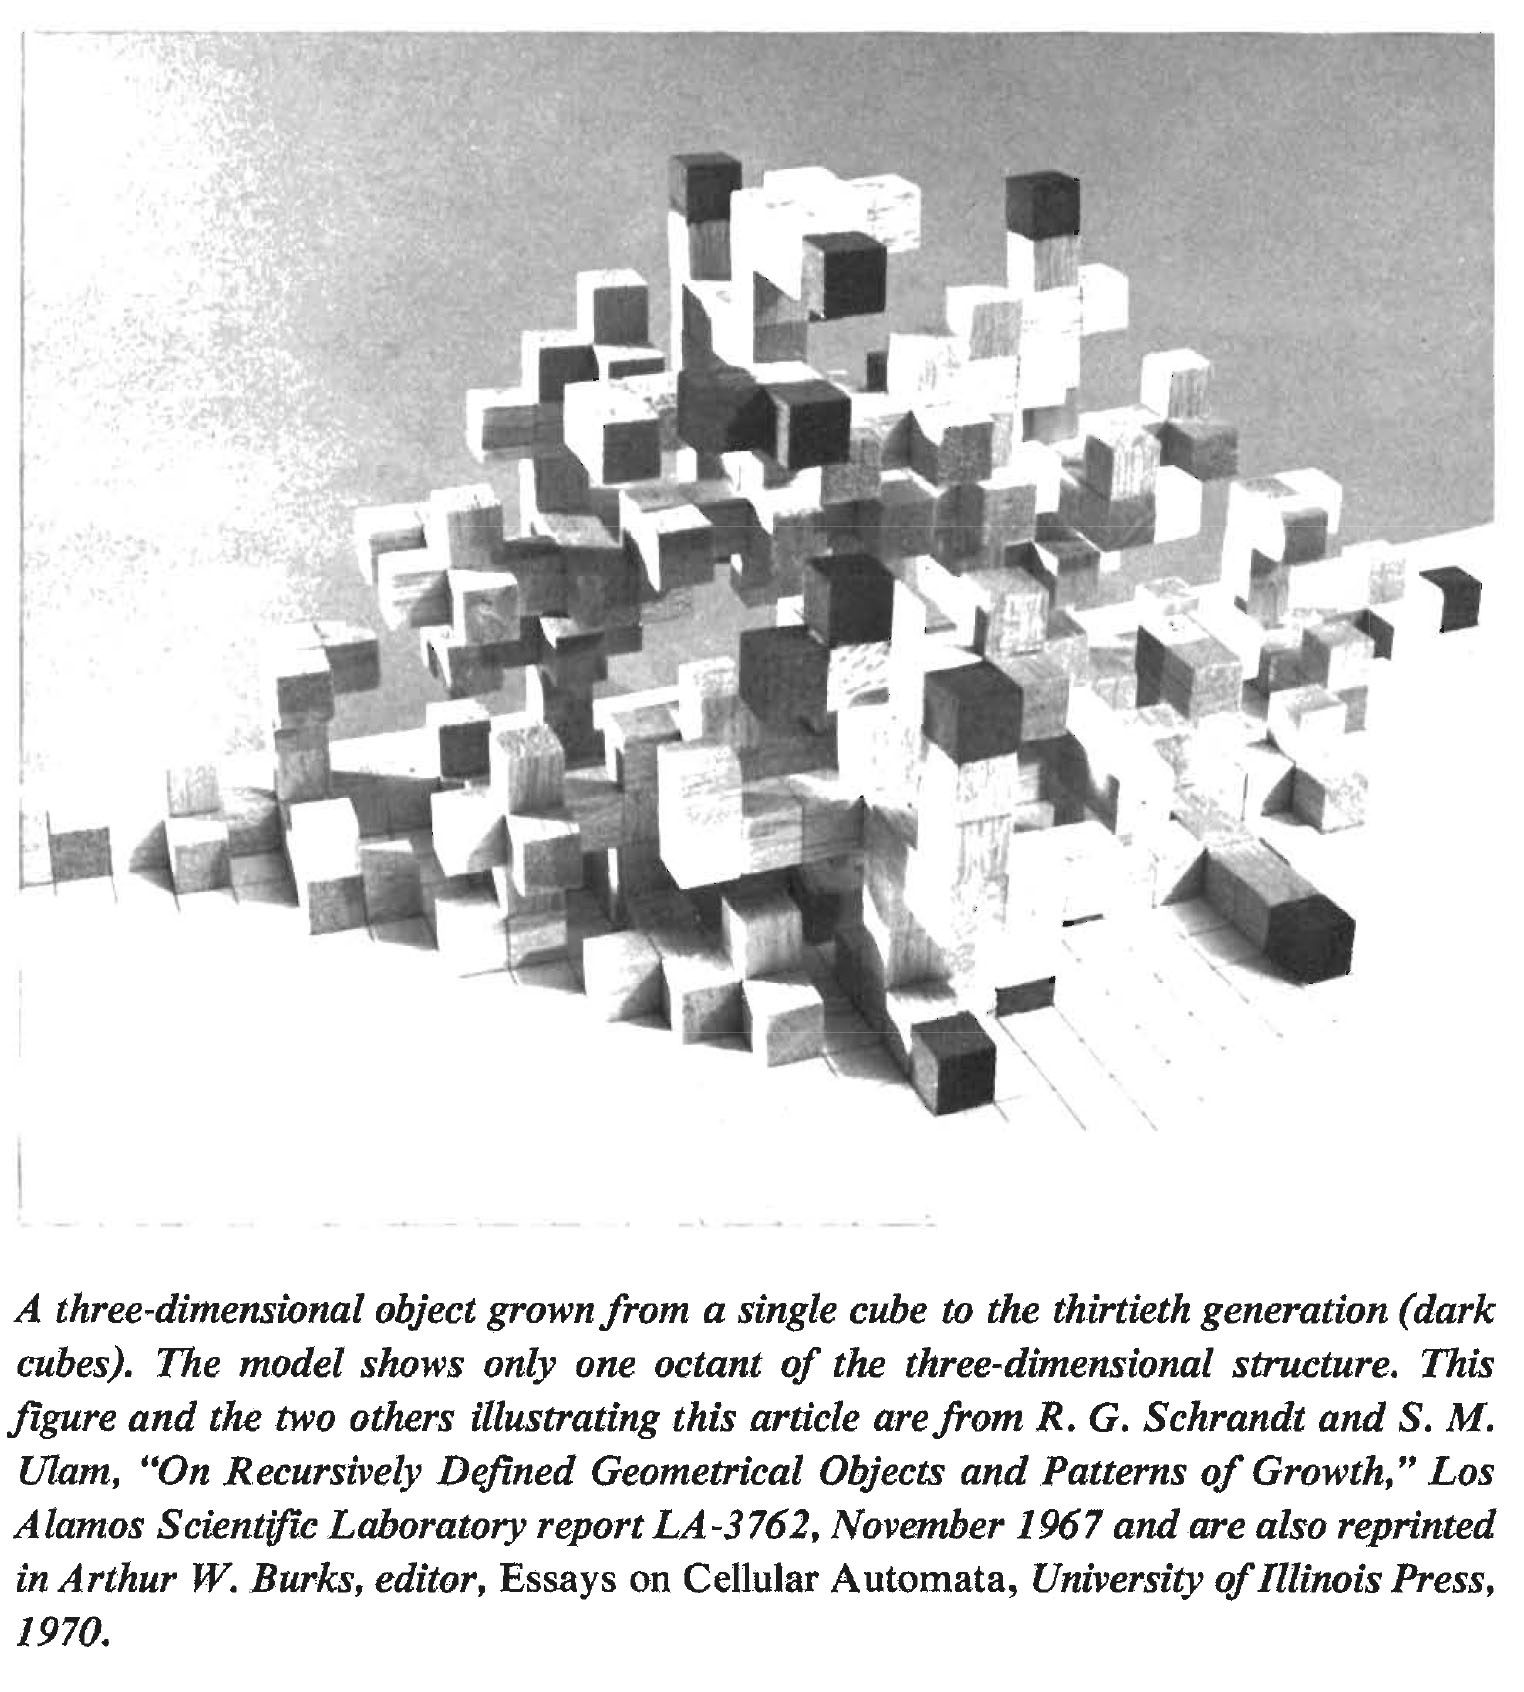 A three-dimensional object grown from a single cube to the thirtieth generation (dark
cubes). The model shows only one octant of the three-dimensional structure. This
figure and the two others illustrating this article are from R. G. Schrandt and S. M.
Ulam, “On Recursively Defined Geometrical Objects and Patterns of Growth,” Los
Alamos Scientific Laboratory report LA-3762, November 1967 and are also reprinted
in Arthur W. Burks, editor, Essays on Cellular Automata, University of Illinois Press,
1970.